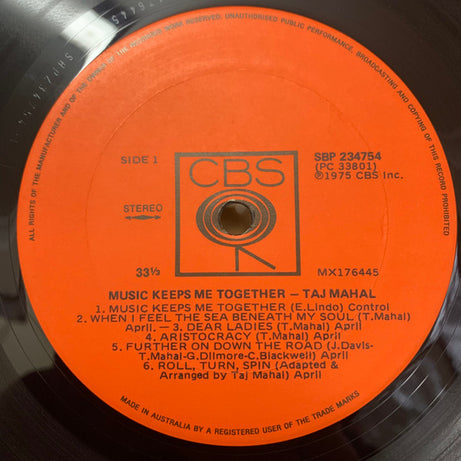 ALL RIGHTS OF THE MANUFACTURER AND OF THE OWNER OF THE RECORDED WORK RESERVED. UNAUTHORISED PUBLIC PERFORMANCE, BROADCASTING AND COPYING OF THIS RECORD PROHIBITED
SIDE 1
CBS
SBP 234754
(PC 33801)
℗1975 CBS Inc.
STEREO
33⅓
MX176445
MUSIC KEEPS ME TOGETHER — TAJ MAHAL
1. MUSIC KEEPS ME TOGETHER (E.Lindo) Control
2. WHEN I FEEL THE SEA BENEATH MY SOUL (T.Mahal)
April. — 3. DEAR LADIES (T.Mahal) April
4. ARISTOCRACY (T.Mahal) April
5. FURTHER ON DOWN THE ROAD (J.Davis-
T.Mahal-G.Dilmore-C.Blackwell) April
6. ROLL, TURN, SPIN (Adapted &
Arranged by Taj Mahal) April
MADE IN AUSTRALIA BY A REGISTERED USER OF THE TRADE MARKS